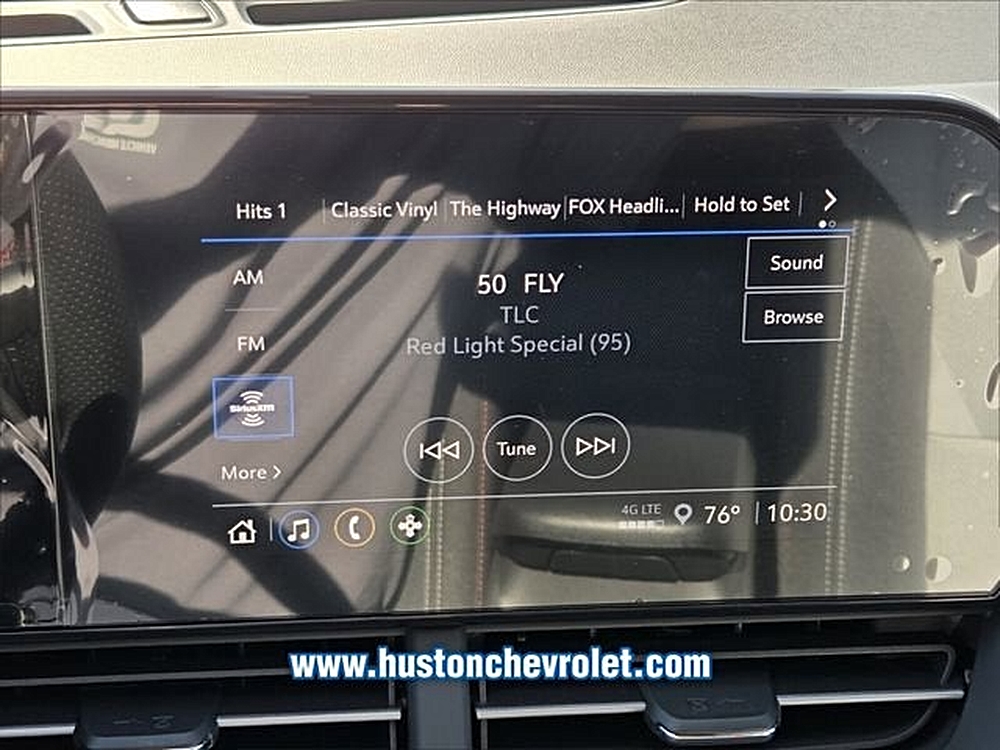 Hits 1
Classic Vinyl
The Highway
FOX Headli...
Hold to Set
AM
50 FLY
Sound
TLC
Browse
FM
Red Light Special (95)
SiriusXM
Tune
More
4G LTE
76°
10:30
www.hustonchevrolet.com